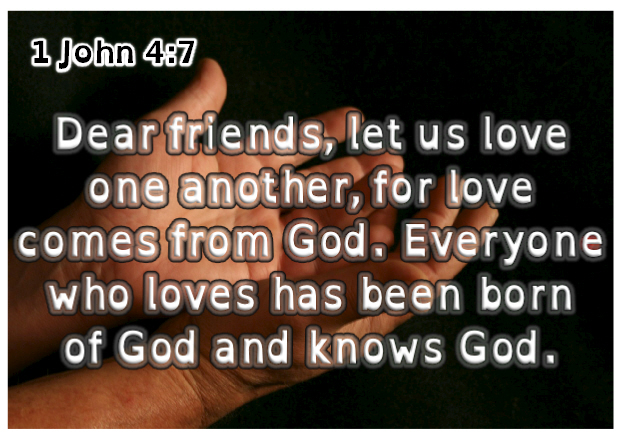 1 John 4:7
Dear friends, let us love
one another, for love
comes from God. Everyone
who loves has been born
of God and knows God.